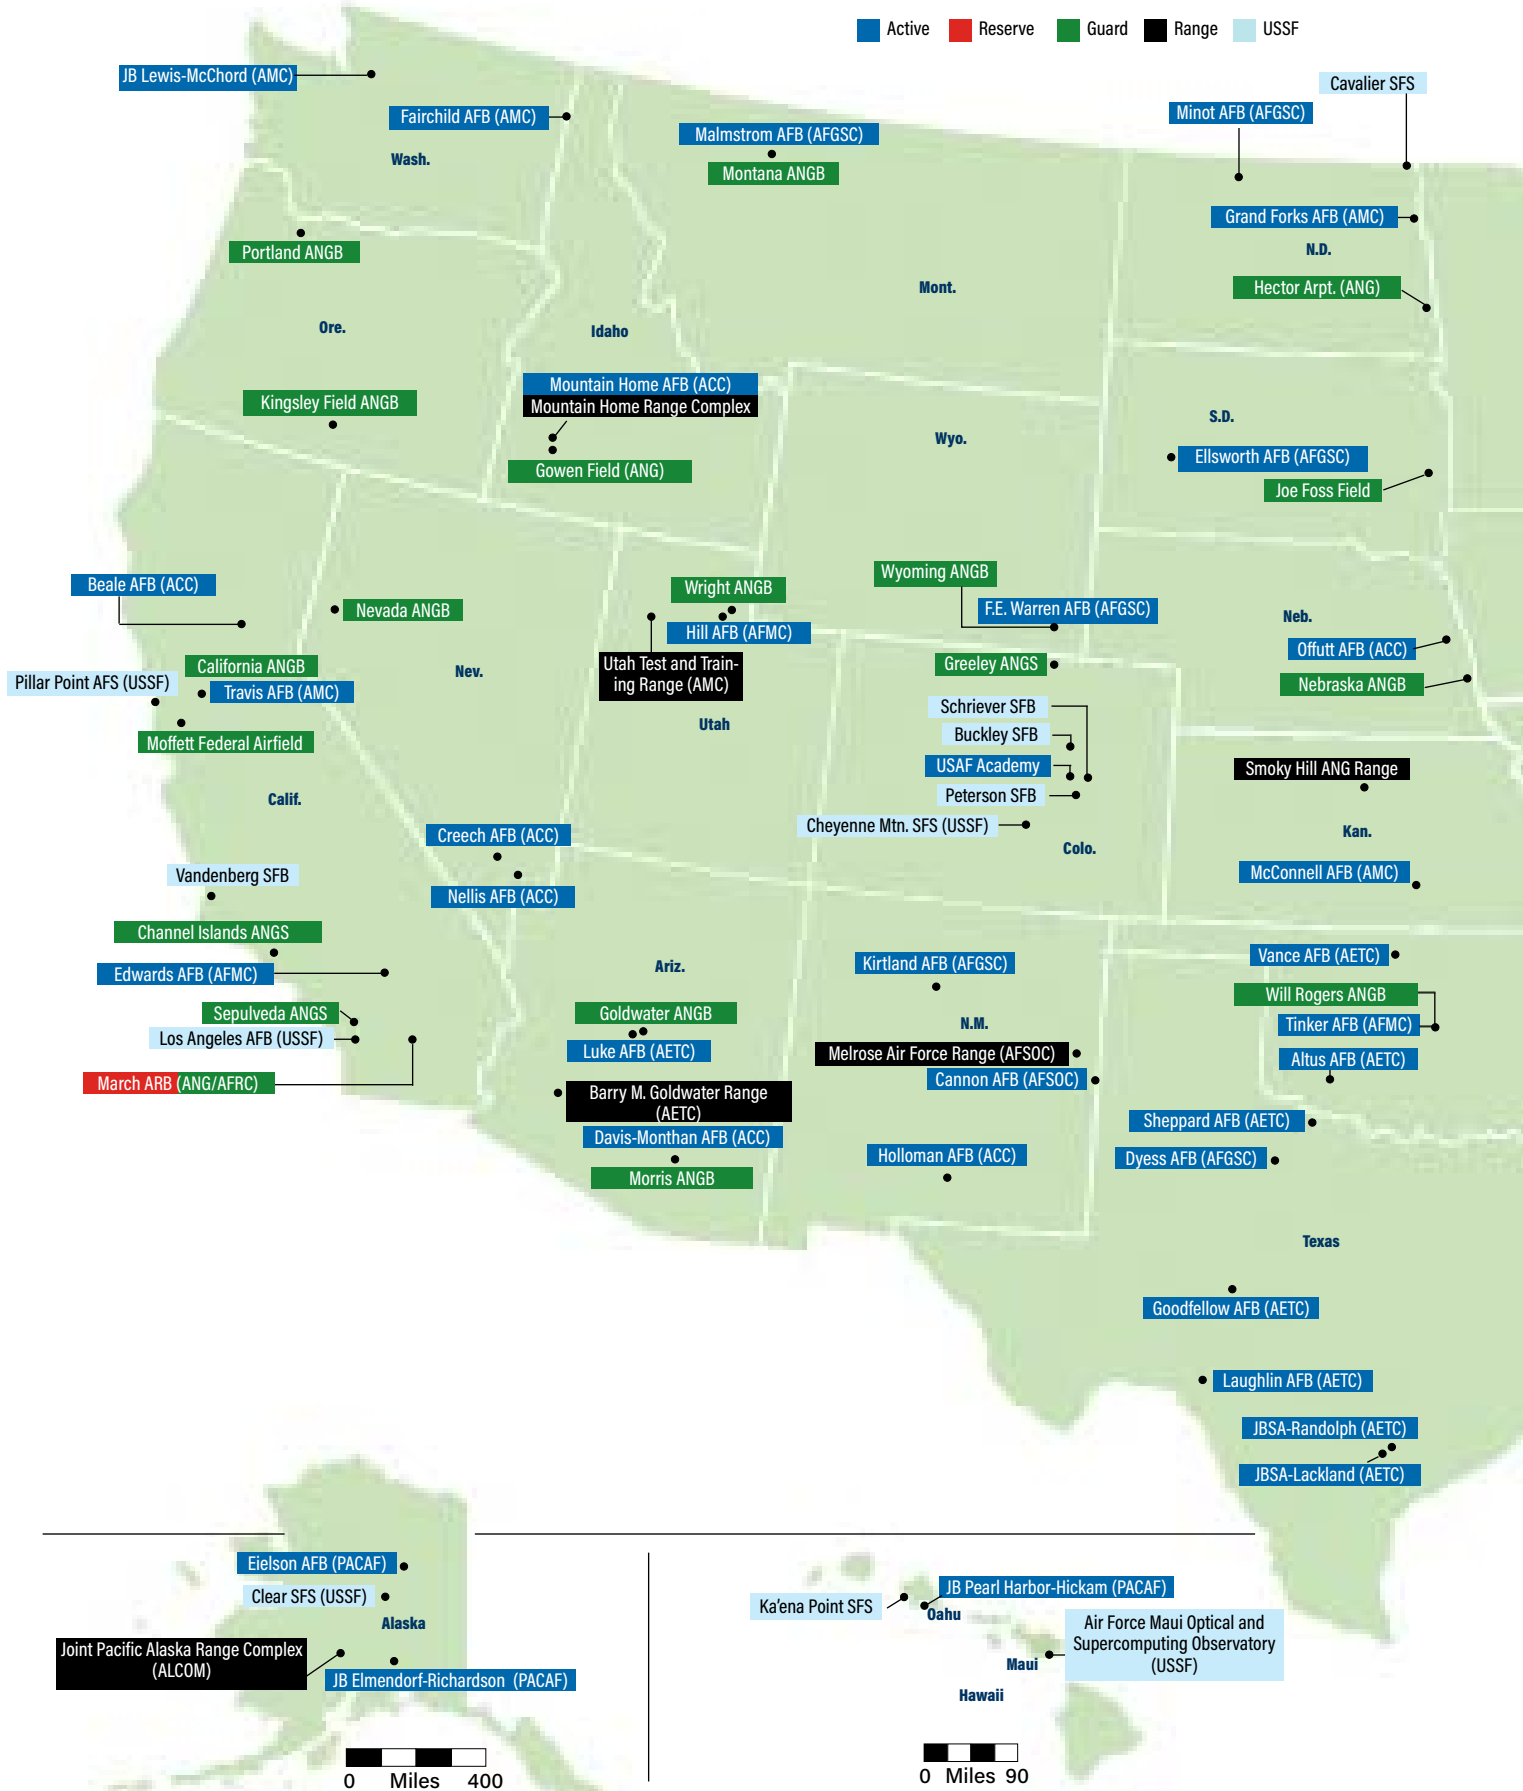 Active
Reserve
Guard
Range
USSF
JB Lewis-McChord (AMC)
Fairchild AFB (AMC)
Wash.
Malmstrom AFB (AFGSC)
Montana ANGB
Cavalier SFS
Minot AFB (AFGSC)
Grand Forks AFB (AMC)
N.D.
Hector Arpt. (ANG)
Portland ANGB
Mont.
Ore.
Idaho
Mountain Home AFB (ACC)
Mountain Home Range Complex
Kingsley Field ANGB
Gowen Field (ANG)
Wyo.
S.D.
Ellsworth AFB (AFGSC)
Joe Foss Field
Beale AFB (ACC)
Nevada ANGB
Wright ANGB
Hill AFB (AFMC)
Utah Test and Train-
ing Range (AMC)
Wyoming ANGB
F.E. Warren AFB (AFGSC)
Neb.
Offutt AFB (ACC)
Nebraska ANGB
California ANGB
Travis AFB (AMC)
Pillar Point AFS (USSF)
Moffett Federal Airfield
Nev.
Utah
Greeley ANGS
Schriever SFB
Buckley SFB
USAF Academy
Peterson SFB
Cheyenne Mtn. SFS (USSF)
Colo.
Smoky Hill ANG Range
Kan.
McConnell AFB (AMC)
Calif.
Creech AFB (ACC)
Nellis AFB (ACC)
Vandenberg SFB
Channel Islands ANGS
Edwards AFB (AFMC)
Sepulveda ANGS
Los Angeles AFB (USSF)
March ARB (ANG/AFRC)
Ariz.
Goldwater ANGB
Luke AFB (AETC)
Barry M. Goldwater Range
(AETC)
Davis-Monthan AFB (ACC)
Morris ANGB
Kirtland AFB (AFGSC)
N.M.
Melrose Air Force Range (AFSOC)
Cannon AFB (AFSOC)
Holloman AFB (ACC)
Vance AFB (AETC)
Will Rogers ANGB
Tinker AFB (AFMC)
Altus AFB (AETC)
Sheppard AFB (AETC)
Dyess AFB (AFGSC)
Texas
Goodfellow AFB (AETC)
Laughlin AFB (AETC)
JBSA-Randolph (AETC)
JBSA-Lackland (AETC)
Eielson AFB (PACAF)
Clear SFS (USSF)
Alaska
Joint Pacific Alaska Range Complex
(ALCOM)
JB Elmendorf-Richardson (PACAF)
0 Miles 400
Ka'ena Point SFS
JB Pearl Harbor-Hickam (PACAF)
Oahu
Air Force Maui Optical and
Supercomputing Observatory
(USSF)
Maui
Hawaii
0 Miles 90